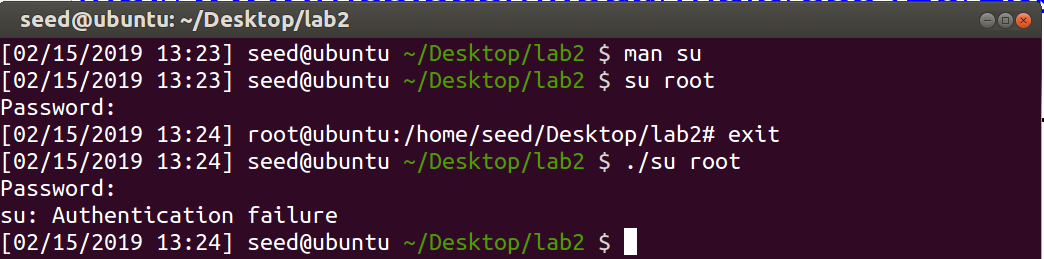 seed@ubuntu: ~/Desktop/lab2
[02/15/2019 13:23] seed@ubuntu ~/Desktop/lab2 $ man su
[02/15/2019 13:23] seed@ubuntu ~/Desktop/lab2 $ su root
Password:
[02/15/2019 13:24] root@ubuntu:/home/seed/Desktop/lab2# exit
[02/15/2019 13:24] seed@ubuntu ~/Desktop/lab2 $ ./su root
Password:
su: Authentication failure
[02/15/2019 13:24] seed@ubuntu ~/Desktop/lab2 $